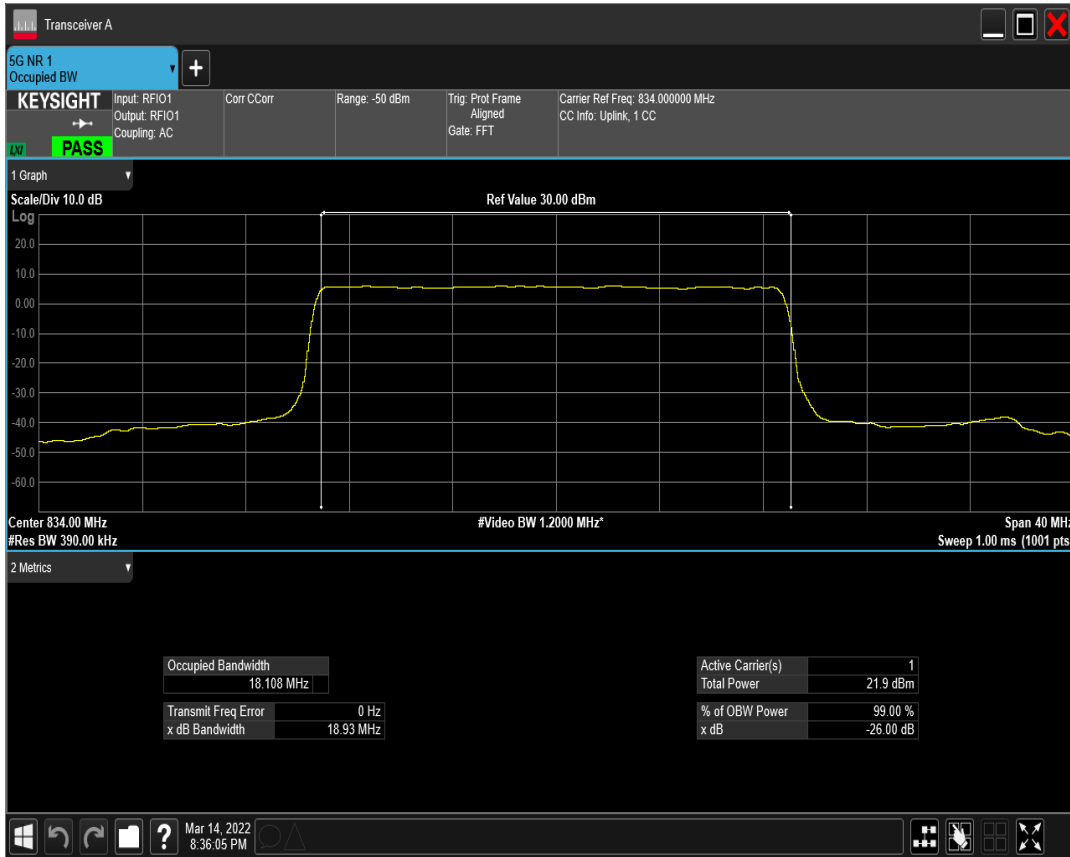 Transceiver A
5G NR 1
Occupied BW
KEYSIGHT
LXI
PASS
Input: RFIO1
Output: RFIO1
Coupling: AC
Corr CCorr
Range: -50 dBm
Trig: Prot Frame
Aligned
Gate: FFT
Carrier Ref Freq: 834.000000 MHz
CC Info: Uplink, 1 CC
1 Graph
Scale/Div 10.0 dB
Ref Value 30.00 dBm
Log
20.0
10.0
0.00
-10.0
-20.0
-30.0
-40.0
-50.0
-60.0
Center 834.00 MHz
#Video BW 1.2000 MHz*
Span 40 MHz
#Res BW 390.00 kHz
Sweep 1.00 ms (1001 pts
2 Metrics
Occupied Bandwidth
18.108 MHz
Transmit Freq Error 0 Hz
x dB Bandwidth 18.93 MHz
Active Carrier(s) 1
Total Power 21.9 dBm
% of OBW Power 99.00 %
x dB -26.00 dB
?
Mar 14, 2022
8:36:05 PM